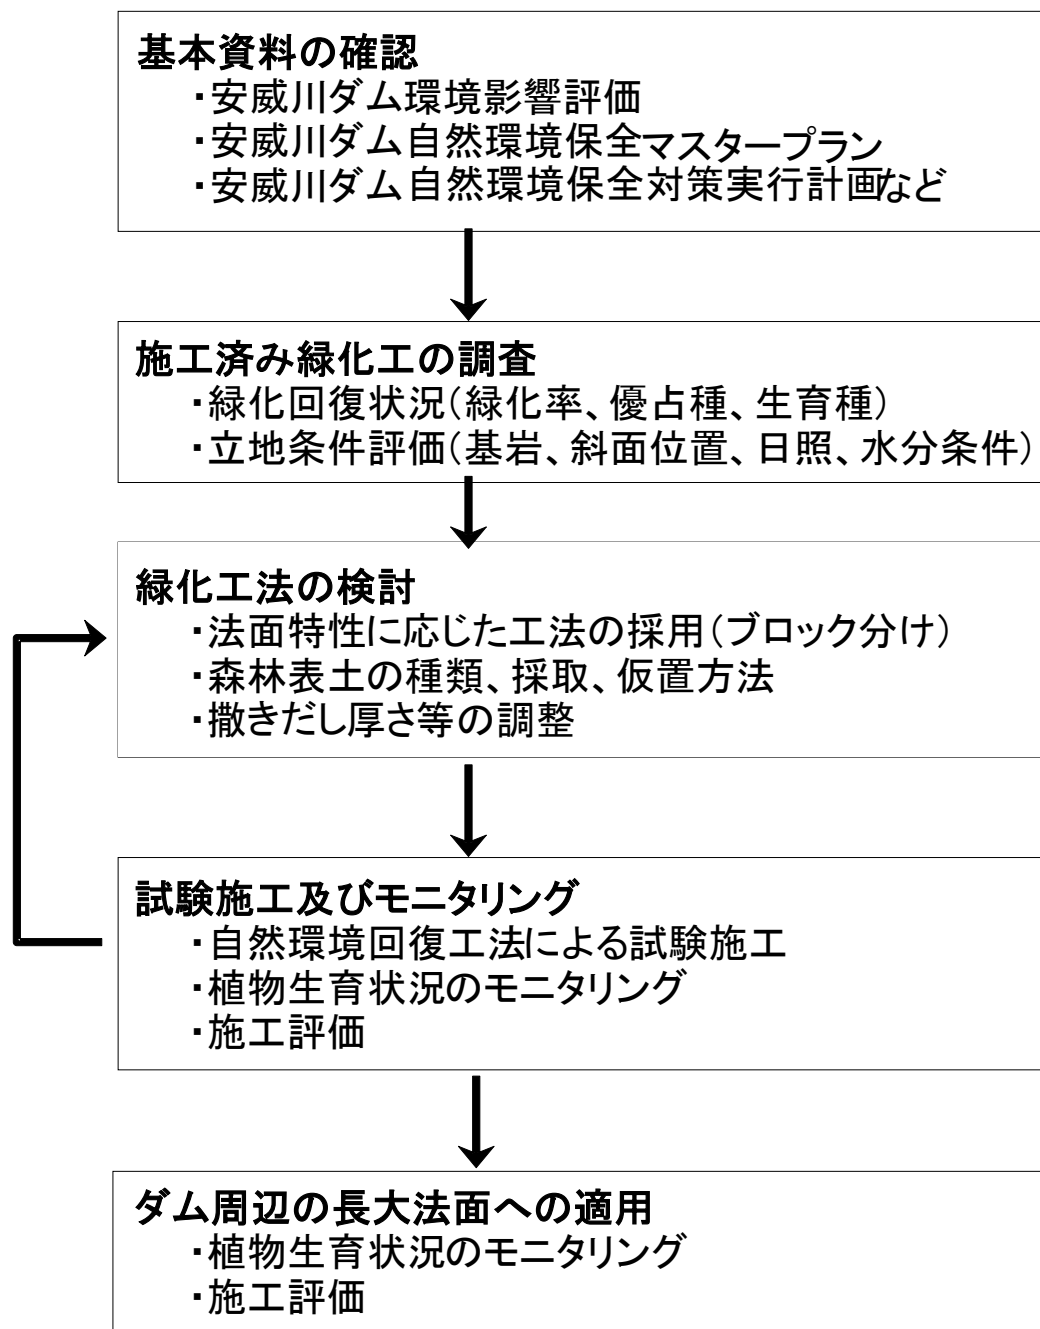 基本資料の確認
・安威川ダム環境影響評価
・安威川ダム自然環境保全マスタープラン
・安威川ダム自然環境保全対策実行計画など
施工済み緑化工の調査
・緑化回復状況(緑化率、優占種、生育種)
・立地条件評価(基岩、斜面位置、日照、水分条件)
緑化工法の検討
・法面特性に応じた工法の採用(ブロック分け)
・森林表土の種類、採取、仮置方法
・撒きだし厚さ等の調整
試験施工及びモニタリング
・自然環境回復工法による試験施工
・植物生育状況のモニタリング
・施工評価
ダム周辺の長大法面への適用
・植物生育状況のモニタリング
・施工評価